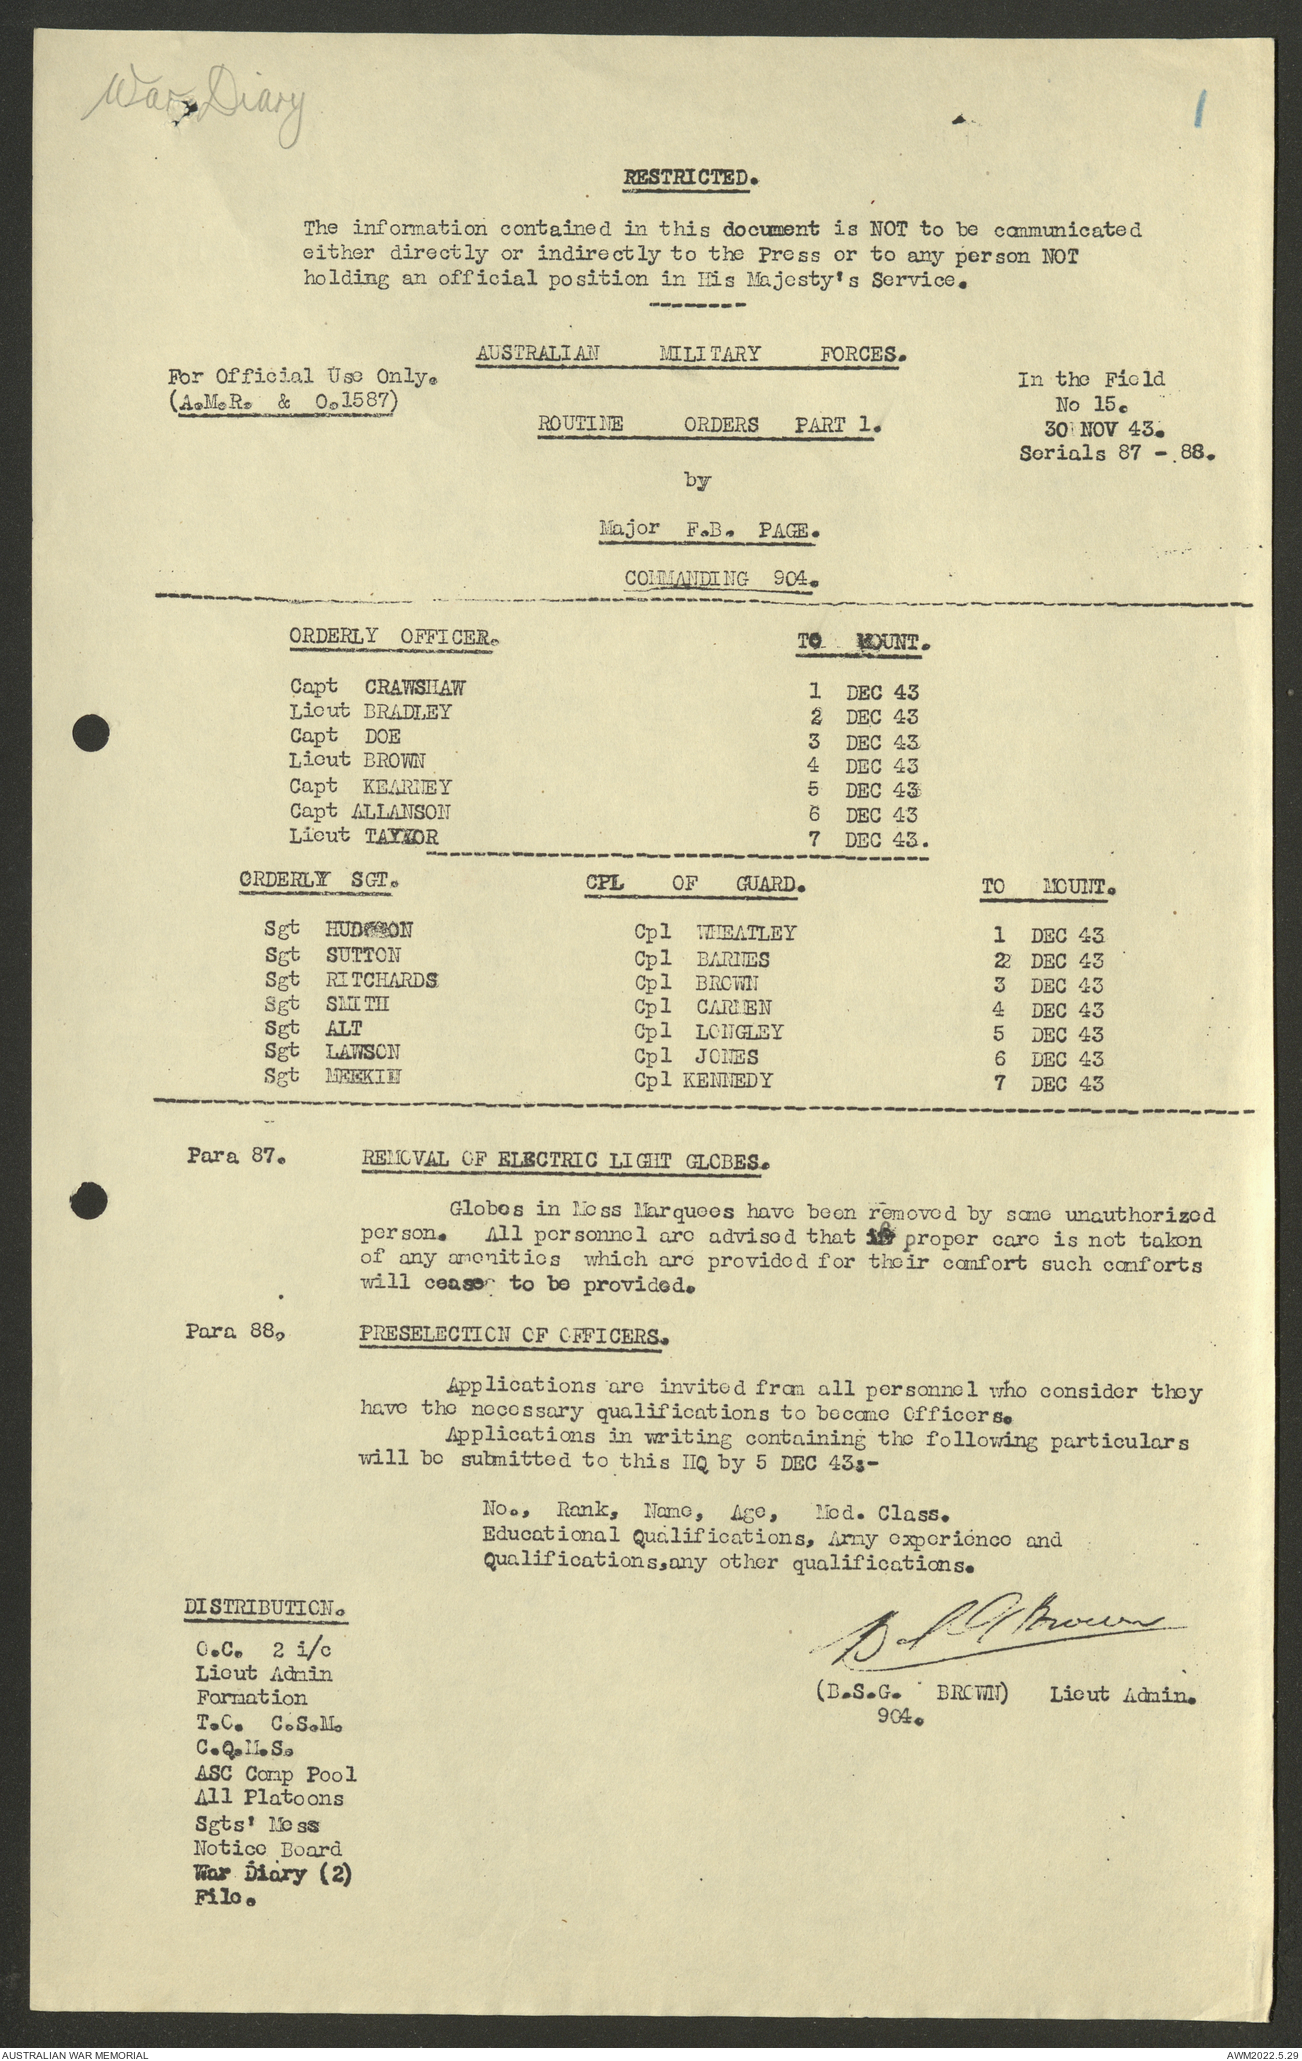 War Diary
1
RESTRICTED.
The information contained in this document is NOT to be communicated
either directly or indirectly to the Press or to any person NOT
holding an official position in His Majesty's Service.
AUSTRALIAN MILITARY FORCES.
For Official Use Only.
(A.M.R. & O.1587)
In the Field
No 15.
30 NOV 43.
Serials 87 - 88.
ROUTINE ORDERS PART 1.
by
Major F.B. PAGE.
COMMANDING 904.
ORDERLY OFFICER. TO MOUNT.
Capt CRAWSHAW 1 DEC 43
Lieut BRADLEY 2 DEC 43
Capt DOE 3 DEC 43
Lieut BROWN 4 DEC 43
Capt KEARNEY 5 DEC 43
Capt ALLANSON 6 DEC 43
Lieut TAYLOR 7 DEC 43.
ORDERLY SGT. CPL OF GUARD. TO MOUNT.
Sgt HUDSON Cpl WHEATLEY 1 DEC 43
Sgt SUTTON Cpl BARNES 2 DEC 43
Sgt RITCHARDS Cpl BROWN 3 DEC 43
Sgt SMITH Cpl CARMEN 4 DEC 43
Sgt ALT Cpl LONGLEY 5 DEC 43
Sgt LAWSON Cpl JONES 6 DEC 43
Sgt MEEKIN Cpl KENNEDY 7 DEC 43
Para 87. REMOVAL OF ELECTRIC LIGHT GLOBES.
Globes in Mess Marquees have been removed by some unauthorized
person. All personnel are advised that if proper care is not taken
of any amenities which are provided for their comfort such comforts
will cease to be provided.
Para 88. PRESELECTION OF OFFICERS.
Applications are invited from all personnel who consider they
have the necessary qualifications to become Officers.
Applications in writing containing the following particulars
will be submitted to this HQ by 5 DEC 43:-
No., Rank, Name, Age, Med. Class.
Educational Qualifications, Army experience and
Qualifications,any other qualifications.
DISTRIBUTION.
O.C. 2 i/c
Lieut Admin
Formation
T.O. C.S.M.
C.Q.M.S.
ASC Comp Pool
All Platoons
Sgts' Mess
Notice Board
War Diary (2)
File.
B S G Brown
(B.S.G. BROWN) Lieut Admin.
904.
AUSTRALIAN WAR MEMORIAL AWM2022.5.29